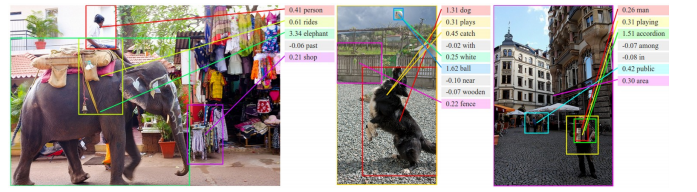 0.41 person
0.61 rides
3.34 elephant
-0.06 past
0.21 shop
1.31 dog
0.31 plays
0.45 catch
-0.02 with
0.25 white
1.62 ball
-0.10 near
-0.07 wooden
0.22 fence
0.26 man
0.31 playing
1.51 accordion
-0.07 among
-0.08 in
0.42 public
0.30 area